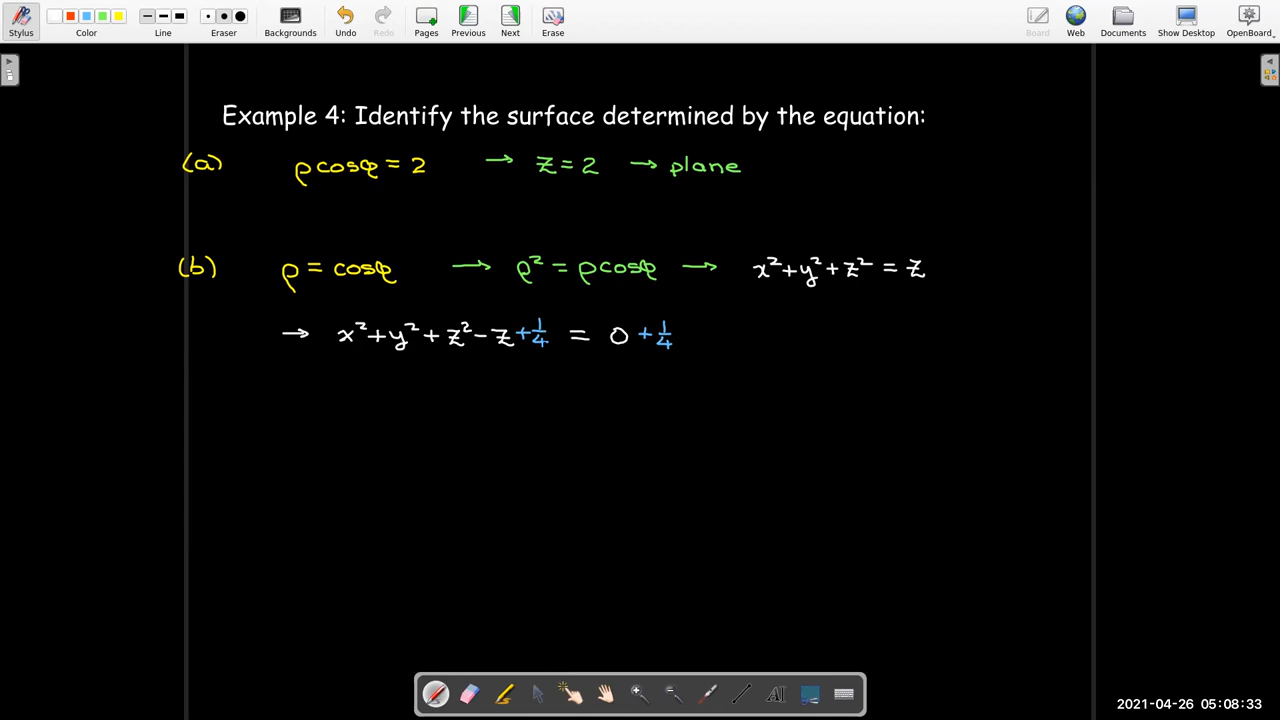 Stylus Color Line Eraser Backgrounds Undo Redo Pages Previous Next Erase Board Web Documents Show Desktop OpenBoard
Example 4: Identify the surface determined by the equation:
(a) ρcosφ = 2 → z = 2 → plane
(b) ρ = cosφ → ρ² = ρcosφ → x²+y²+z² = z
→ x²+y²+z²−z+1/4 = 0 +1/4
2021-04-26 05:08:33